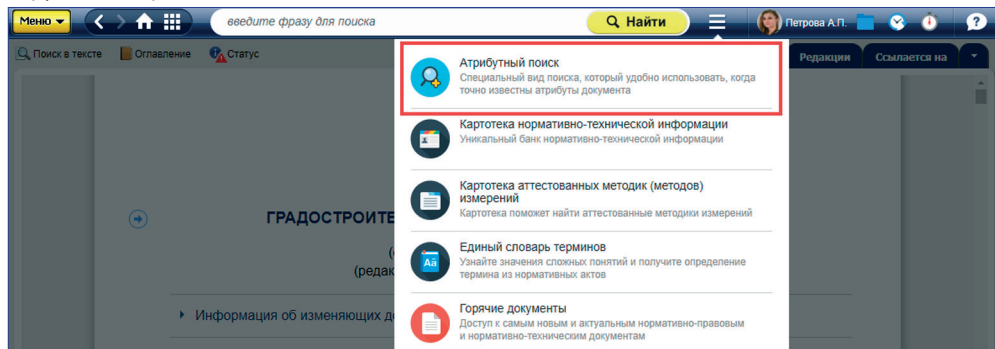 Меню
введите фразу для поиска
Найти
Петрова А.П.
?
Поиск в тексте
Оглавление
Статус
Редакции
Ссылается на
Атрибутный поиск
Специальный вид поиска, который удобно использовать, когда
точно известны атрибуты документа
Картотека нормативно-технической информации
Уникальный банк нормативно-технической информации
Картотека аттестованных методик (методов)
измерений
Картотека поможет найти аттестованные методики измерений
Единый словарь терминов
Узнайте значения сложных понятий и получите определение
термина из нормативных актов
Aä
Горячие документы
Доступ к самым новым и актуальным нормативно-правовым
и нормативно-техническим документам
ГРАДОСТРОИТЕ
(
(редак
Информация об изменяющих д